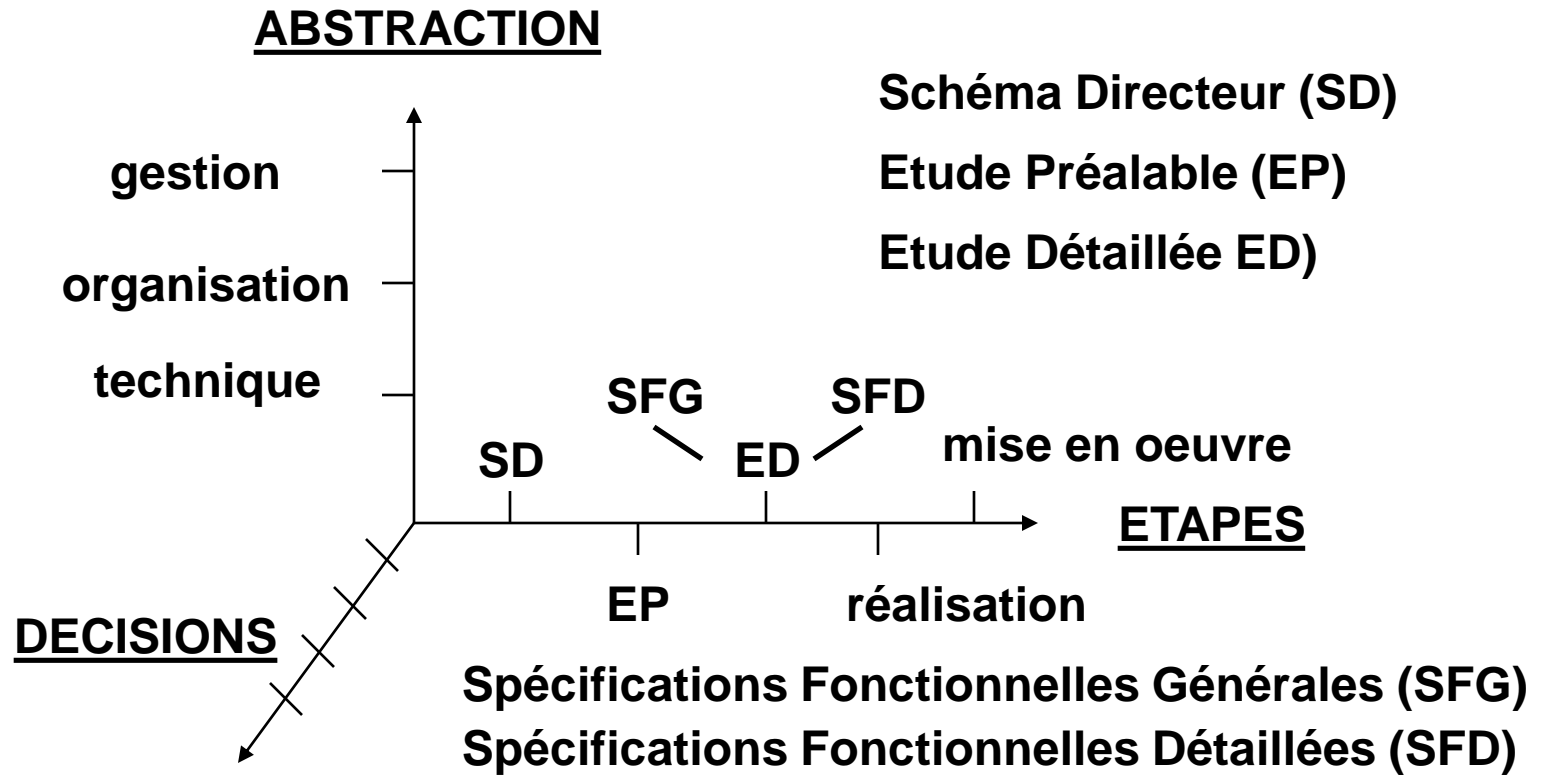 ABSTRACTION
Schéma Directeur (SD)
gestion
Etude Préalable (EP)
Etude Détaillée ED)
organisation
technique
SFG
SFD
SD
ED
mise en oeuvre
ETAPES
EP
réalisation
DECISIONS
Spécifications Fonctionnelles Générales (SFG)
Spécifications Fonctionnelles Détaillées (SFD)